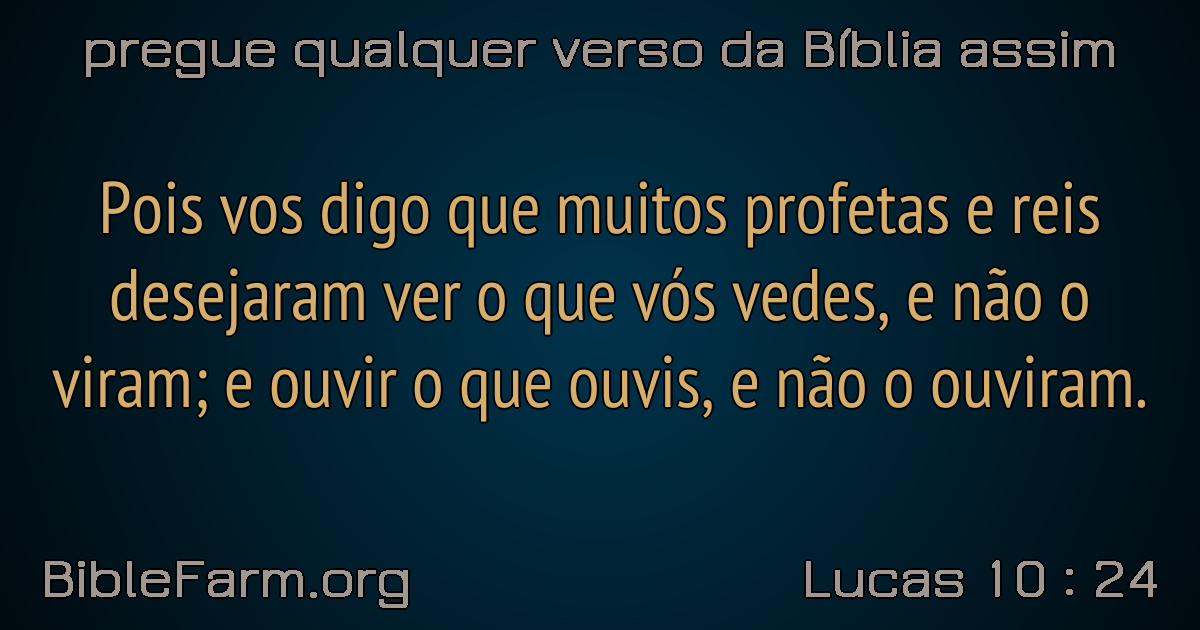 pregue qualquer verso da Bíblia assim
Pois vos digo que muitos profetas e reis
desejaram ver o que vós vedes, e não o
viram; e ouvir o que ouvis, e não o ouviram.
BibleFarm.org
Lucas 10 : 24